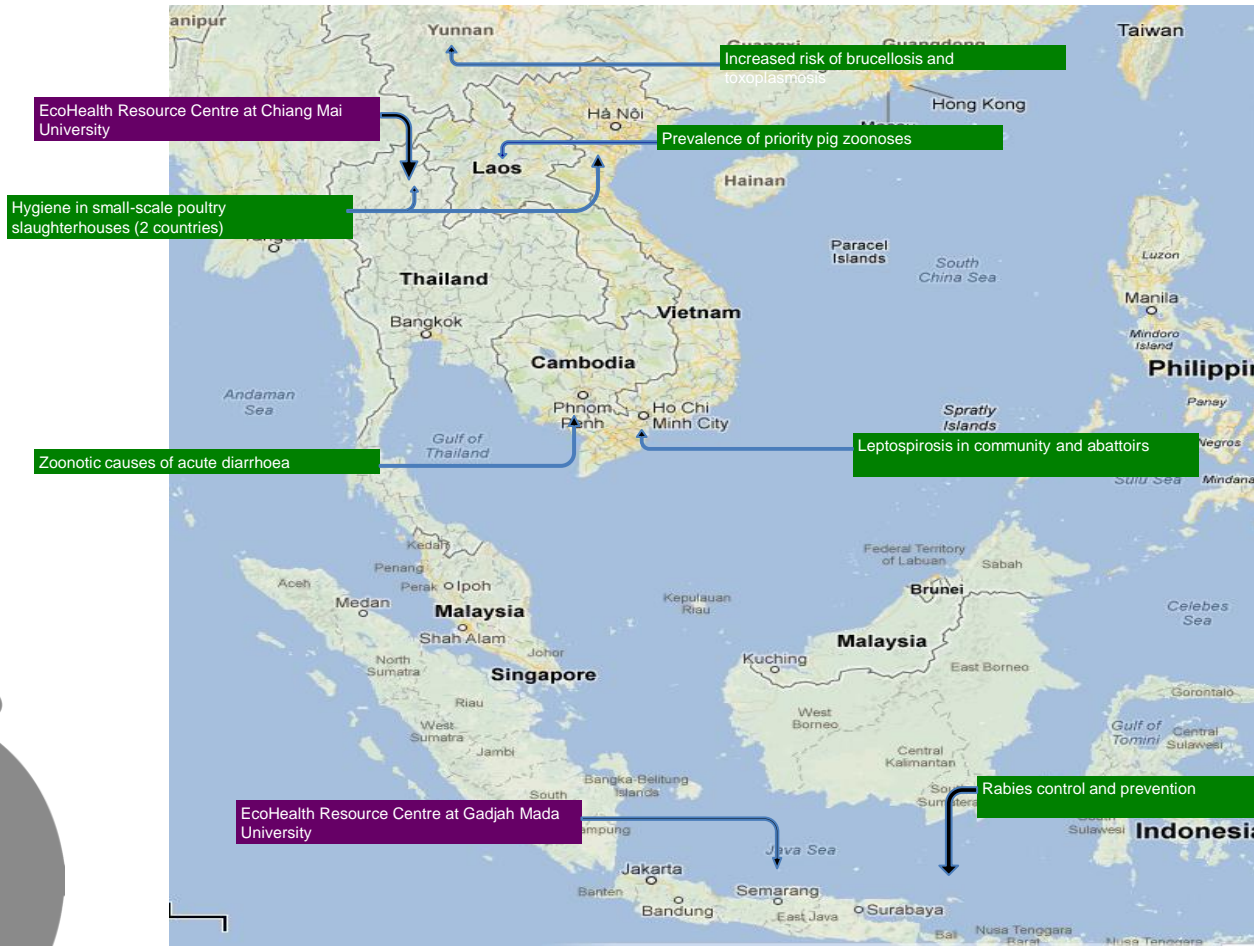 anipur
Yunnan
Taiwan
Guangxi
Guangdong
Increased risk of brucellosis and
toxoplasmosis
Hong Kong
EcoHealth Resource Centre at Chiang Mai
University
Hà Nội
Prevalence of priority pig zoonoses
Laos
Hainan
Hygiene in small-scale poultry
slaughterhouses (2 countries)
Paracel
Islands
South
China Sea
Luzon
Thailand
Manila
Vietnam
Bangkok
Mindoro
Island
Cambodia
Philippin
Andaman
Sea
Phnom
Penh
Ho Chi
Minh City
Spratly
Islands
Panay
Gulf of
Thailand
Negros
Leptospirosis in community and abattoirs
Zoonotic causes of acute diarrhoea
Sulu Sea
Mindana
Kedah
Penang
Perak
Ipoh
Federal Territory
of Labuan
Sabah
Aceh
Medan
Malaysia
Kepulauan
Riau
Brunei
Celebes
Sea
Shah Alam
Malaysia
Johor
Kuching
East Borneo
North
Sumatra
Singapore
Riau
West
Borneo
Gorontalo
West
Sumatra
Gulf of
Tomini
Central
Sulawesi
Jambi
Central
Kalimantan
Bangka-Belitung
Islands
South
Rabies control and prevention
EcoHealth Resource Centre at Gadjah Mada
University
ampung
Sulawesi
Indonesia
Java Sea
Jakarta
Banten
Semarang
Bandung
East Java
Surabaya
Bali
Nusa Tenggara
Barat
Nusa Tenggara